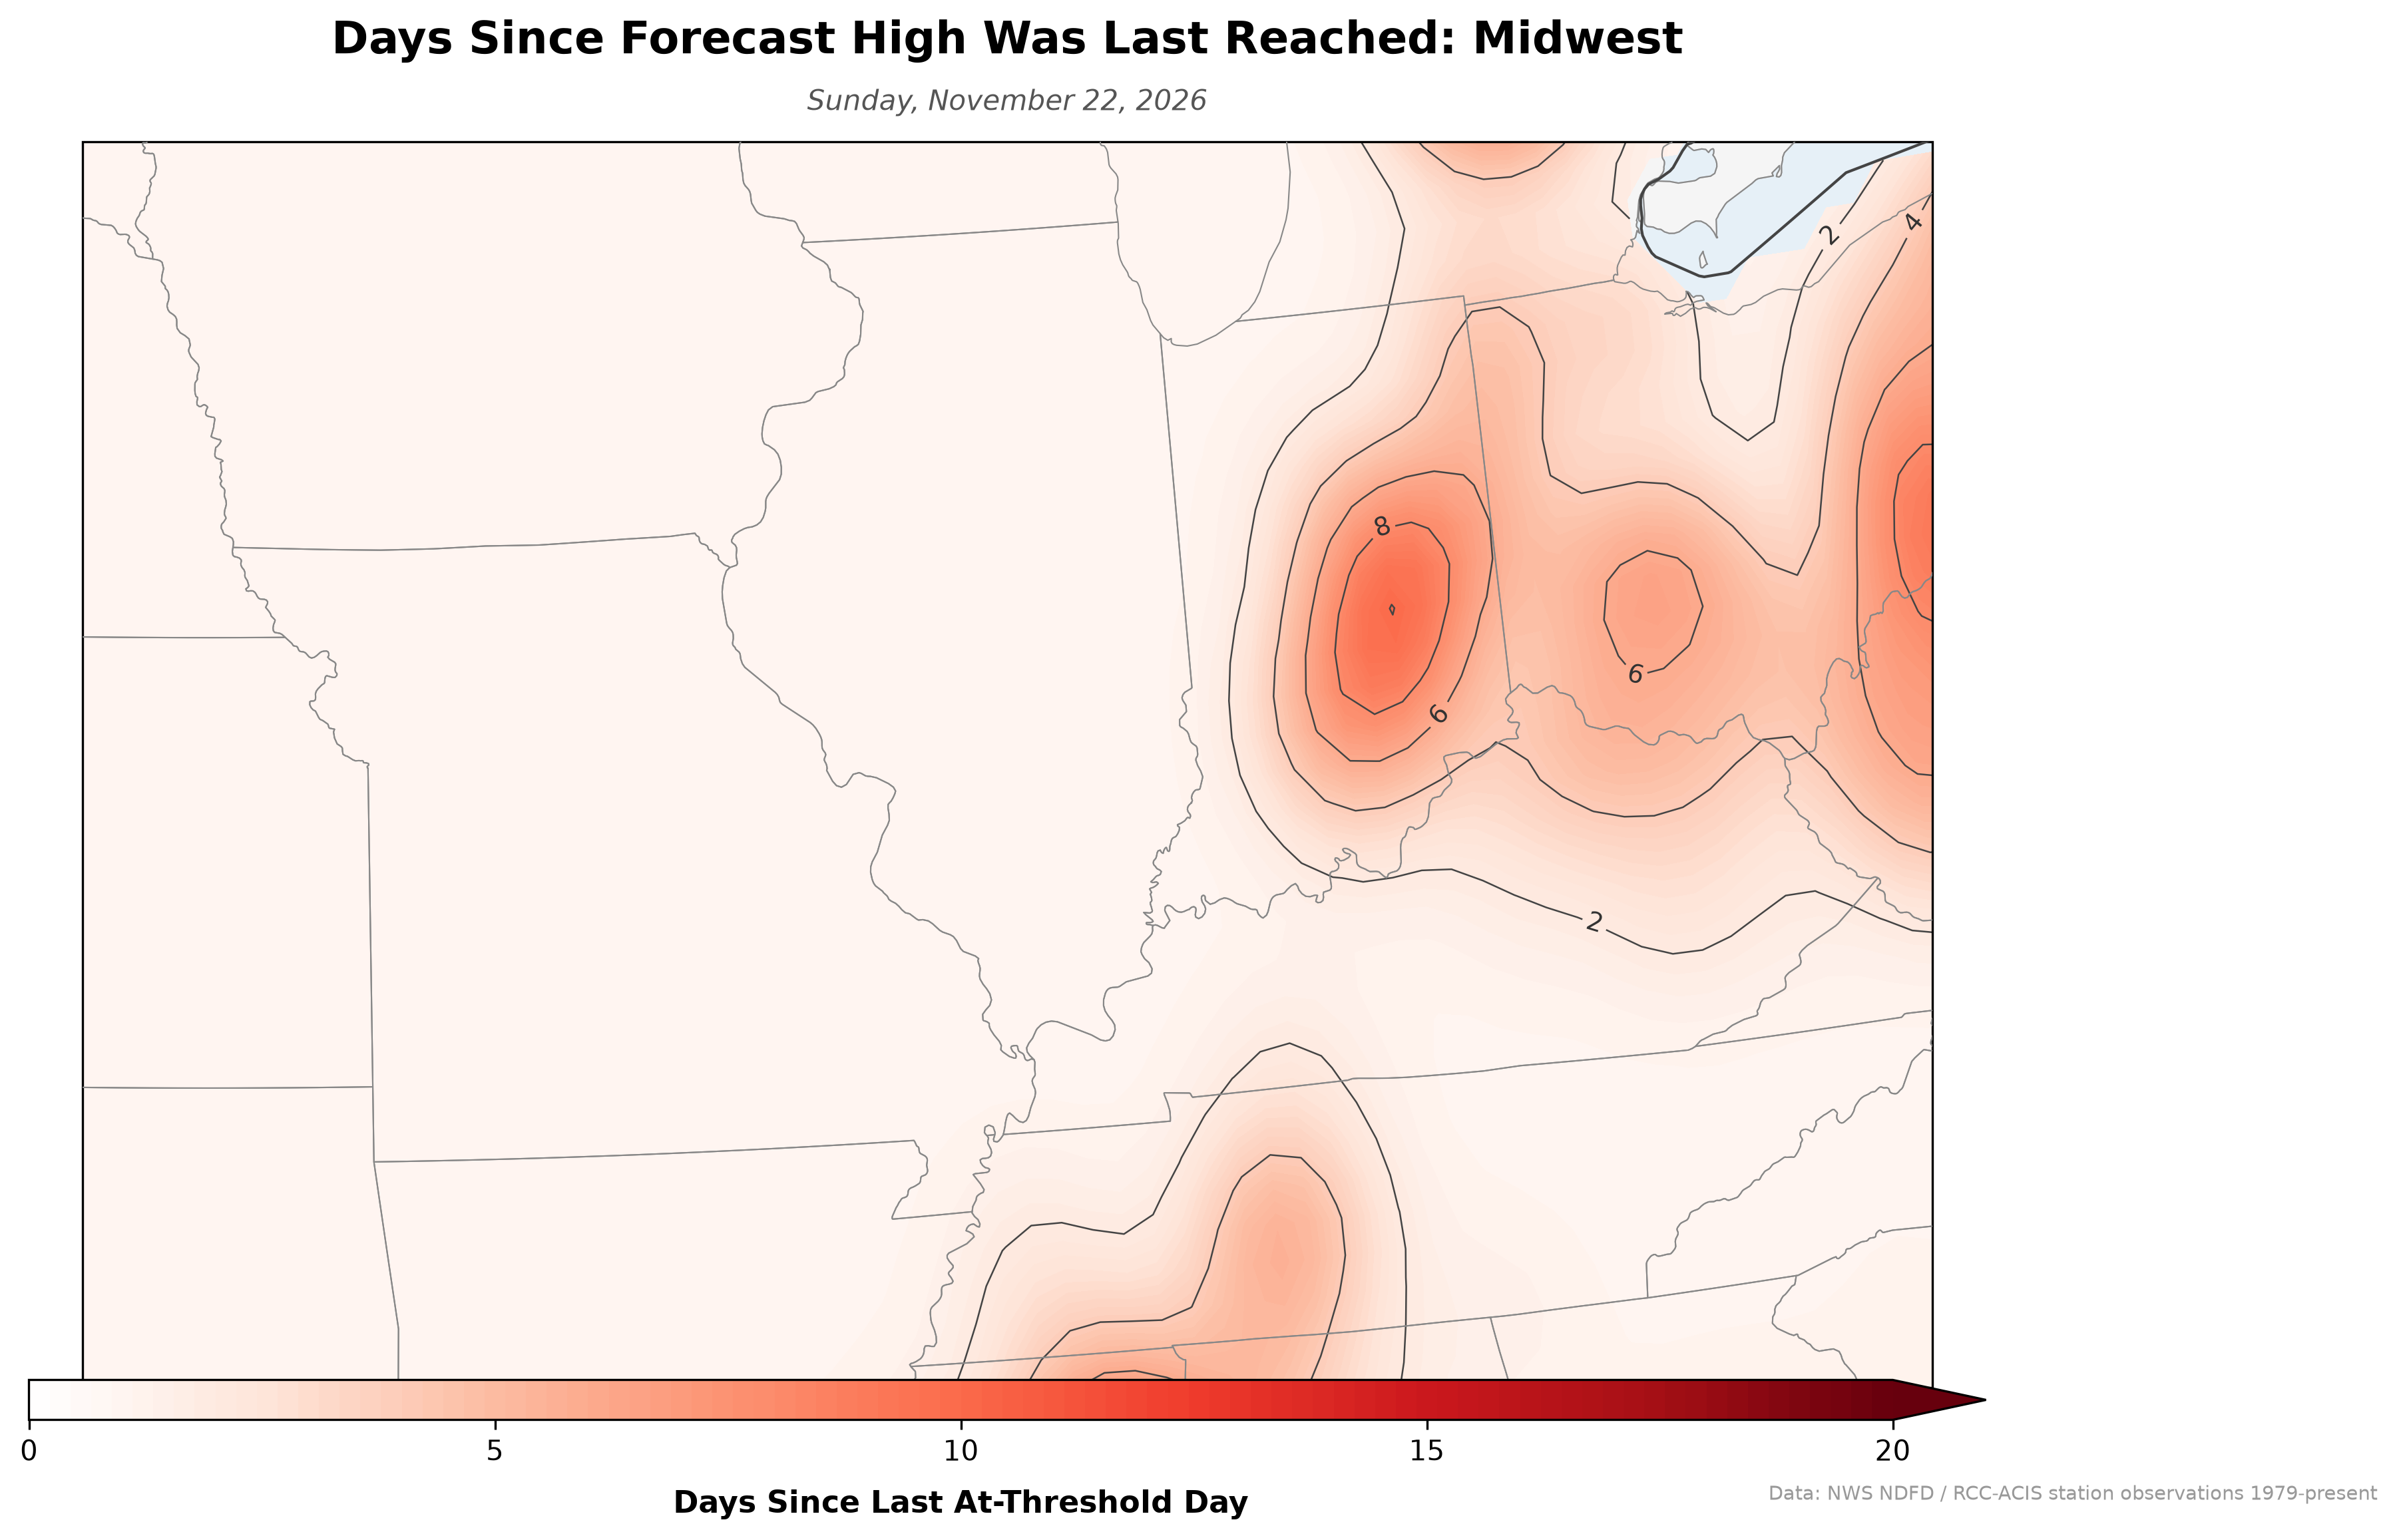 Days Since Forecast High Was Last Reached: Midwest
Sunday, November 22, 2026
2
4
8
6
6
2
0
5
10
15
20
Days Since Last At-Threshold Day
Data: NWS NDFD / RCC-ACIS station observations 1979-present